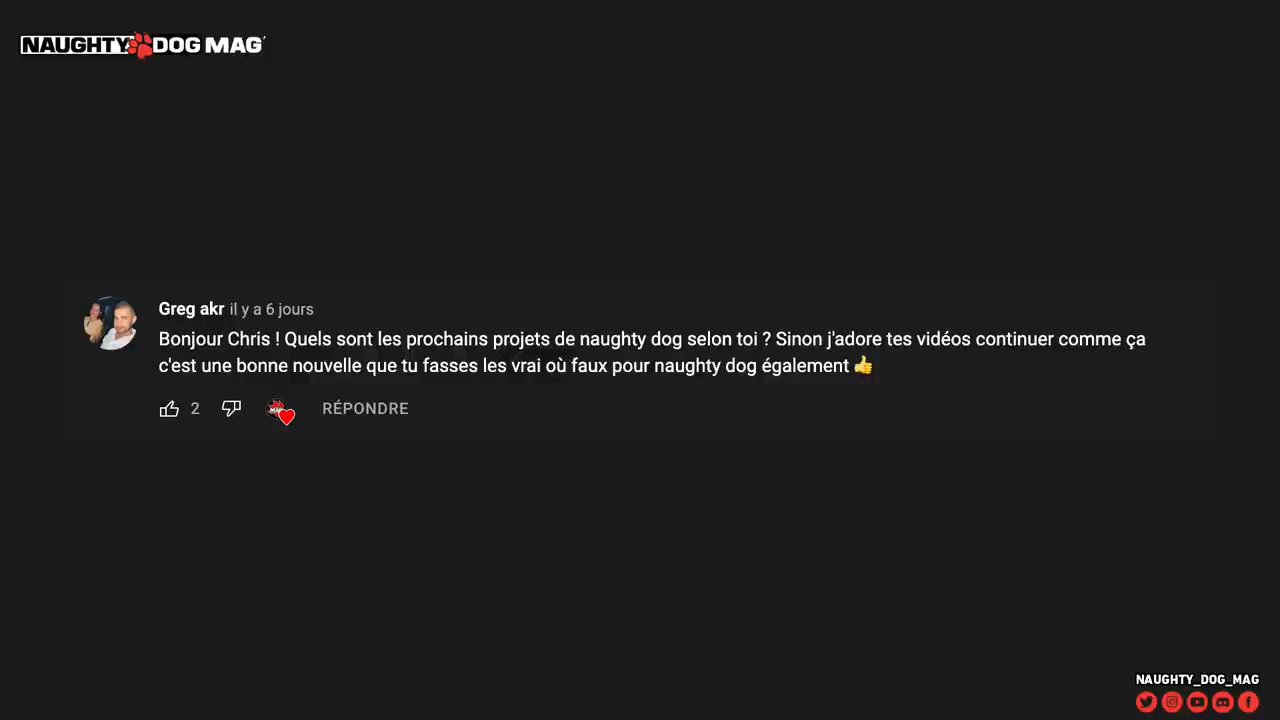 NAUGHTY DOG MAG'
Greg akr il y a 6 jours
Bonjour Chris ! Quels sont les prochains projets de naughty dog selon toi ? Sinon j'adore tes vidéos continuer comme ça
c'est une bonne nouvelle que tu fasses les vrai où faux pour naughty dog également 👍
2 RÉPONDRE
NAUGHTY_DOG_MAG